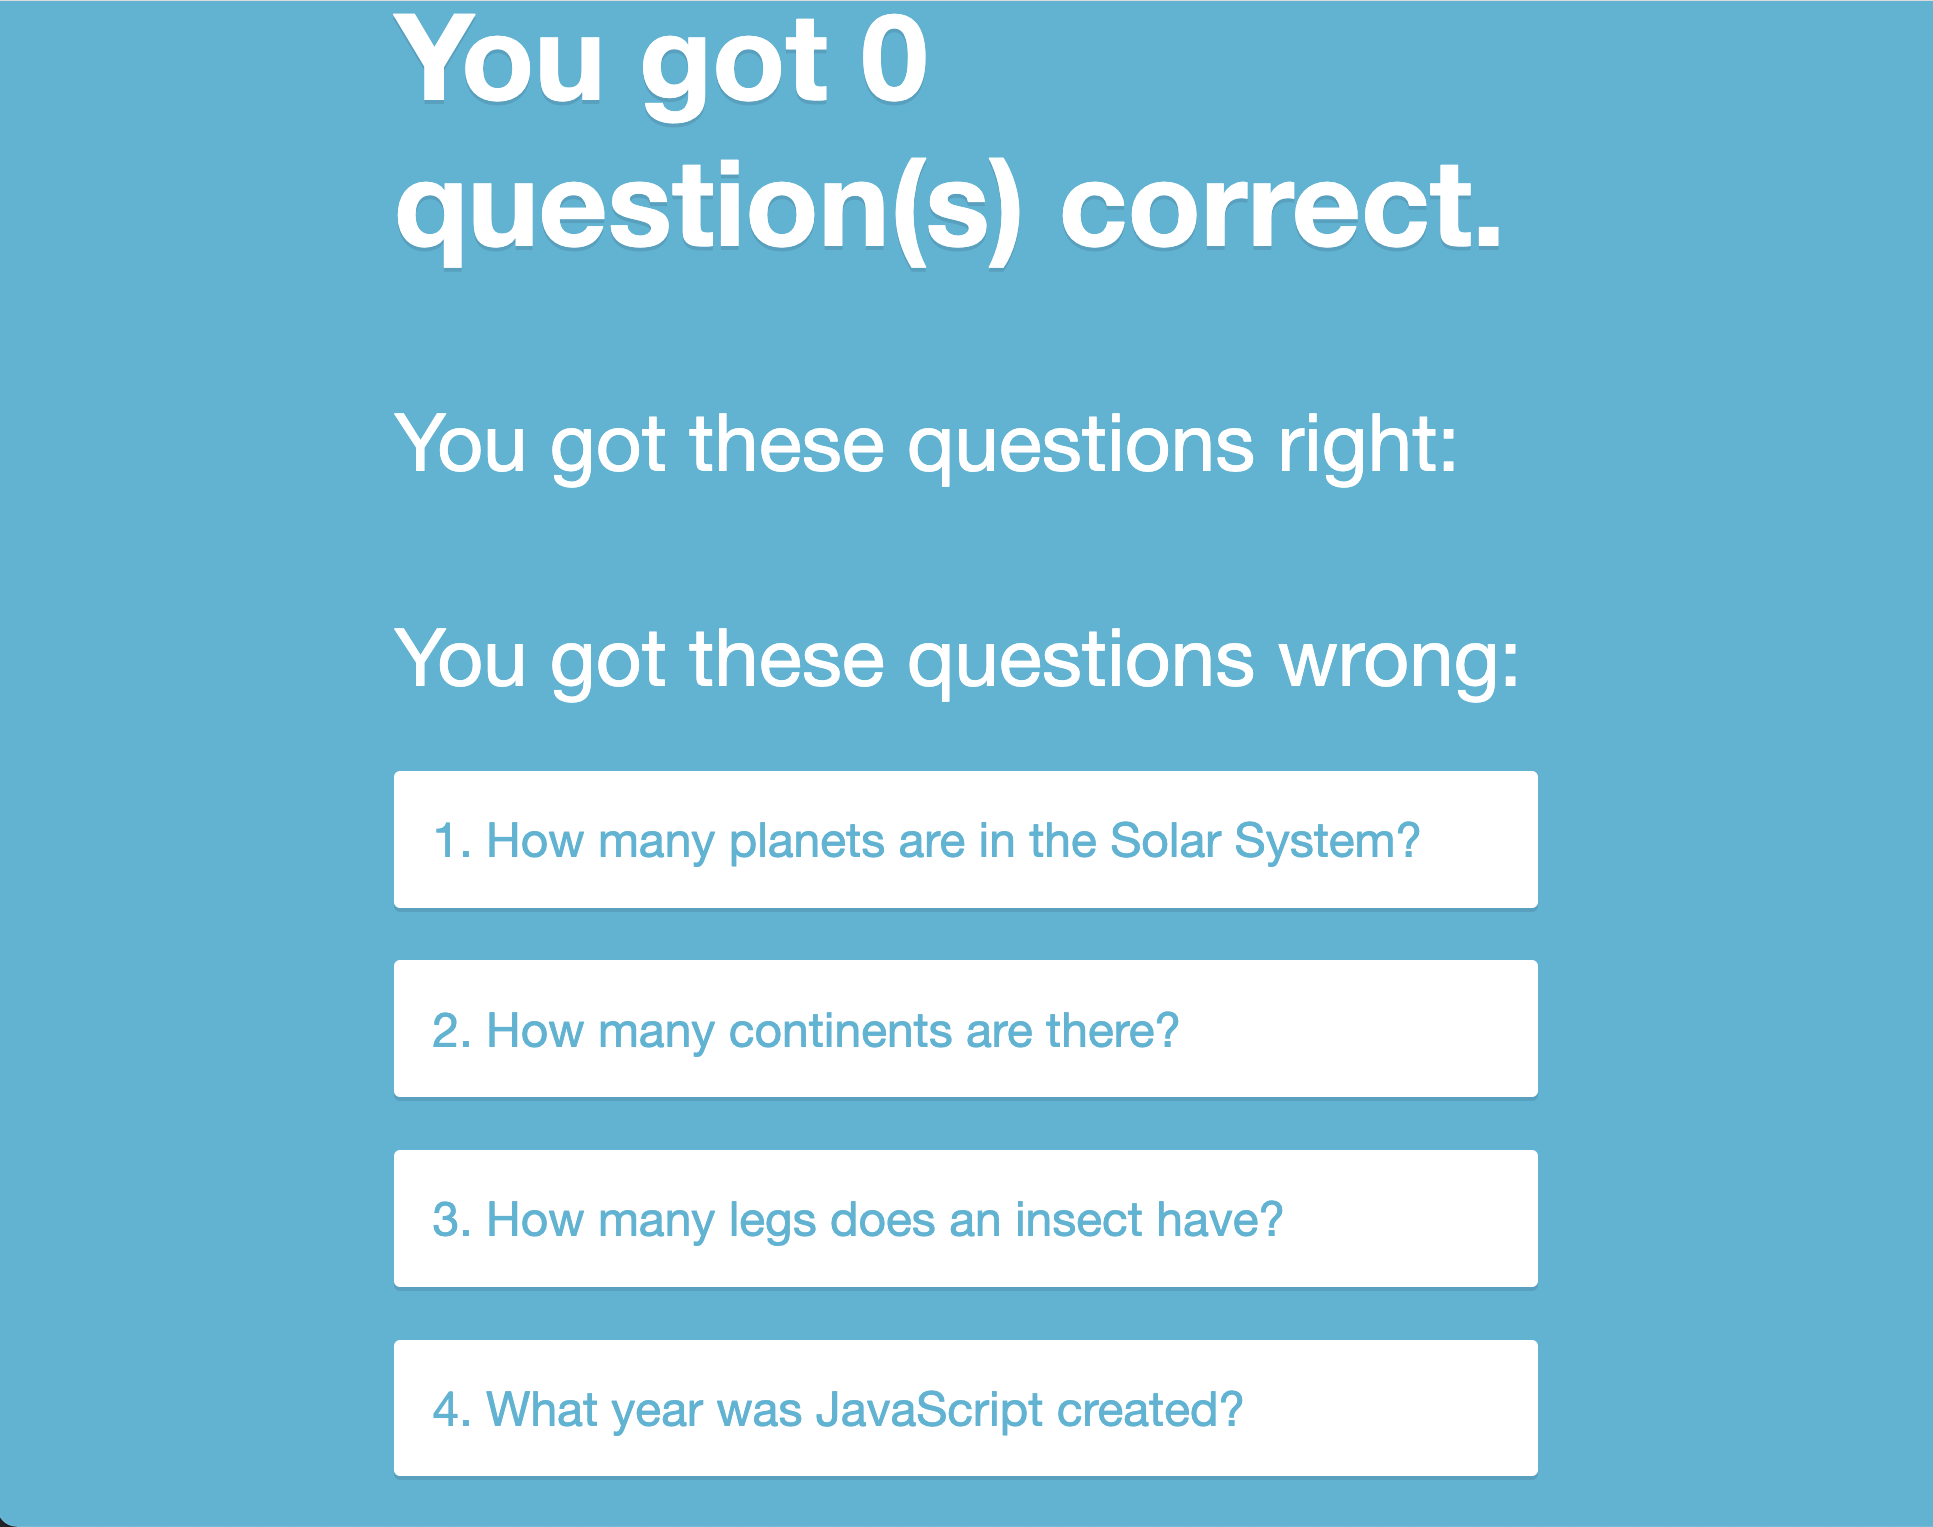 You got 0
question(s) correct.
You got these questions right:
You got these questions wrong:
1. How many planets are in the Solar System?
2. How many continents are there?
3. How many legs does an insect have?
4. What year was JavaScript created?